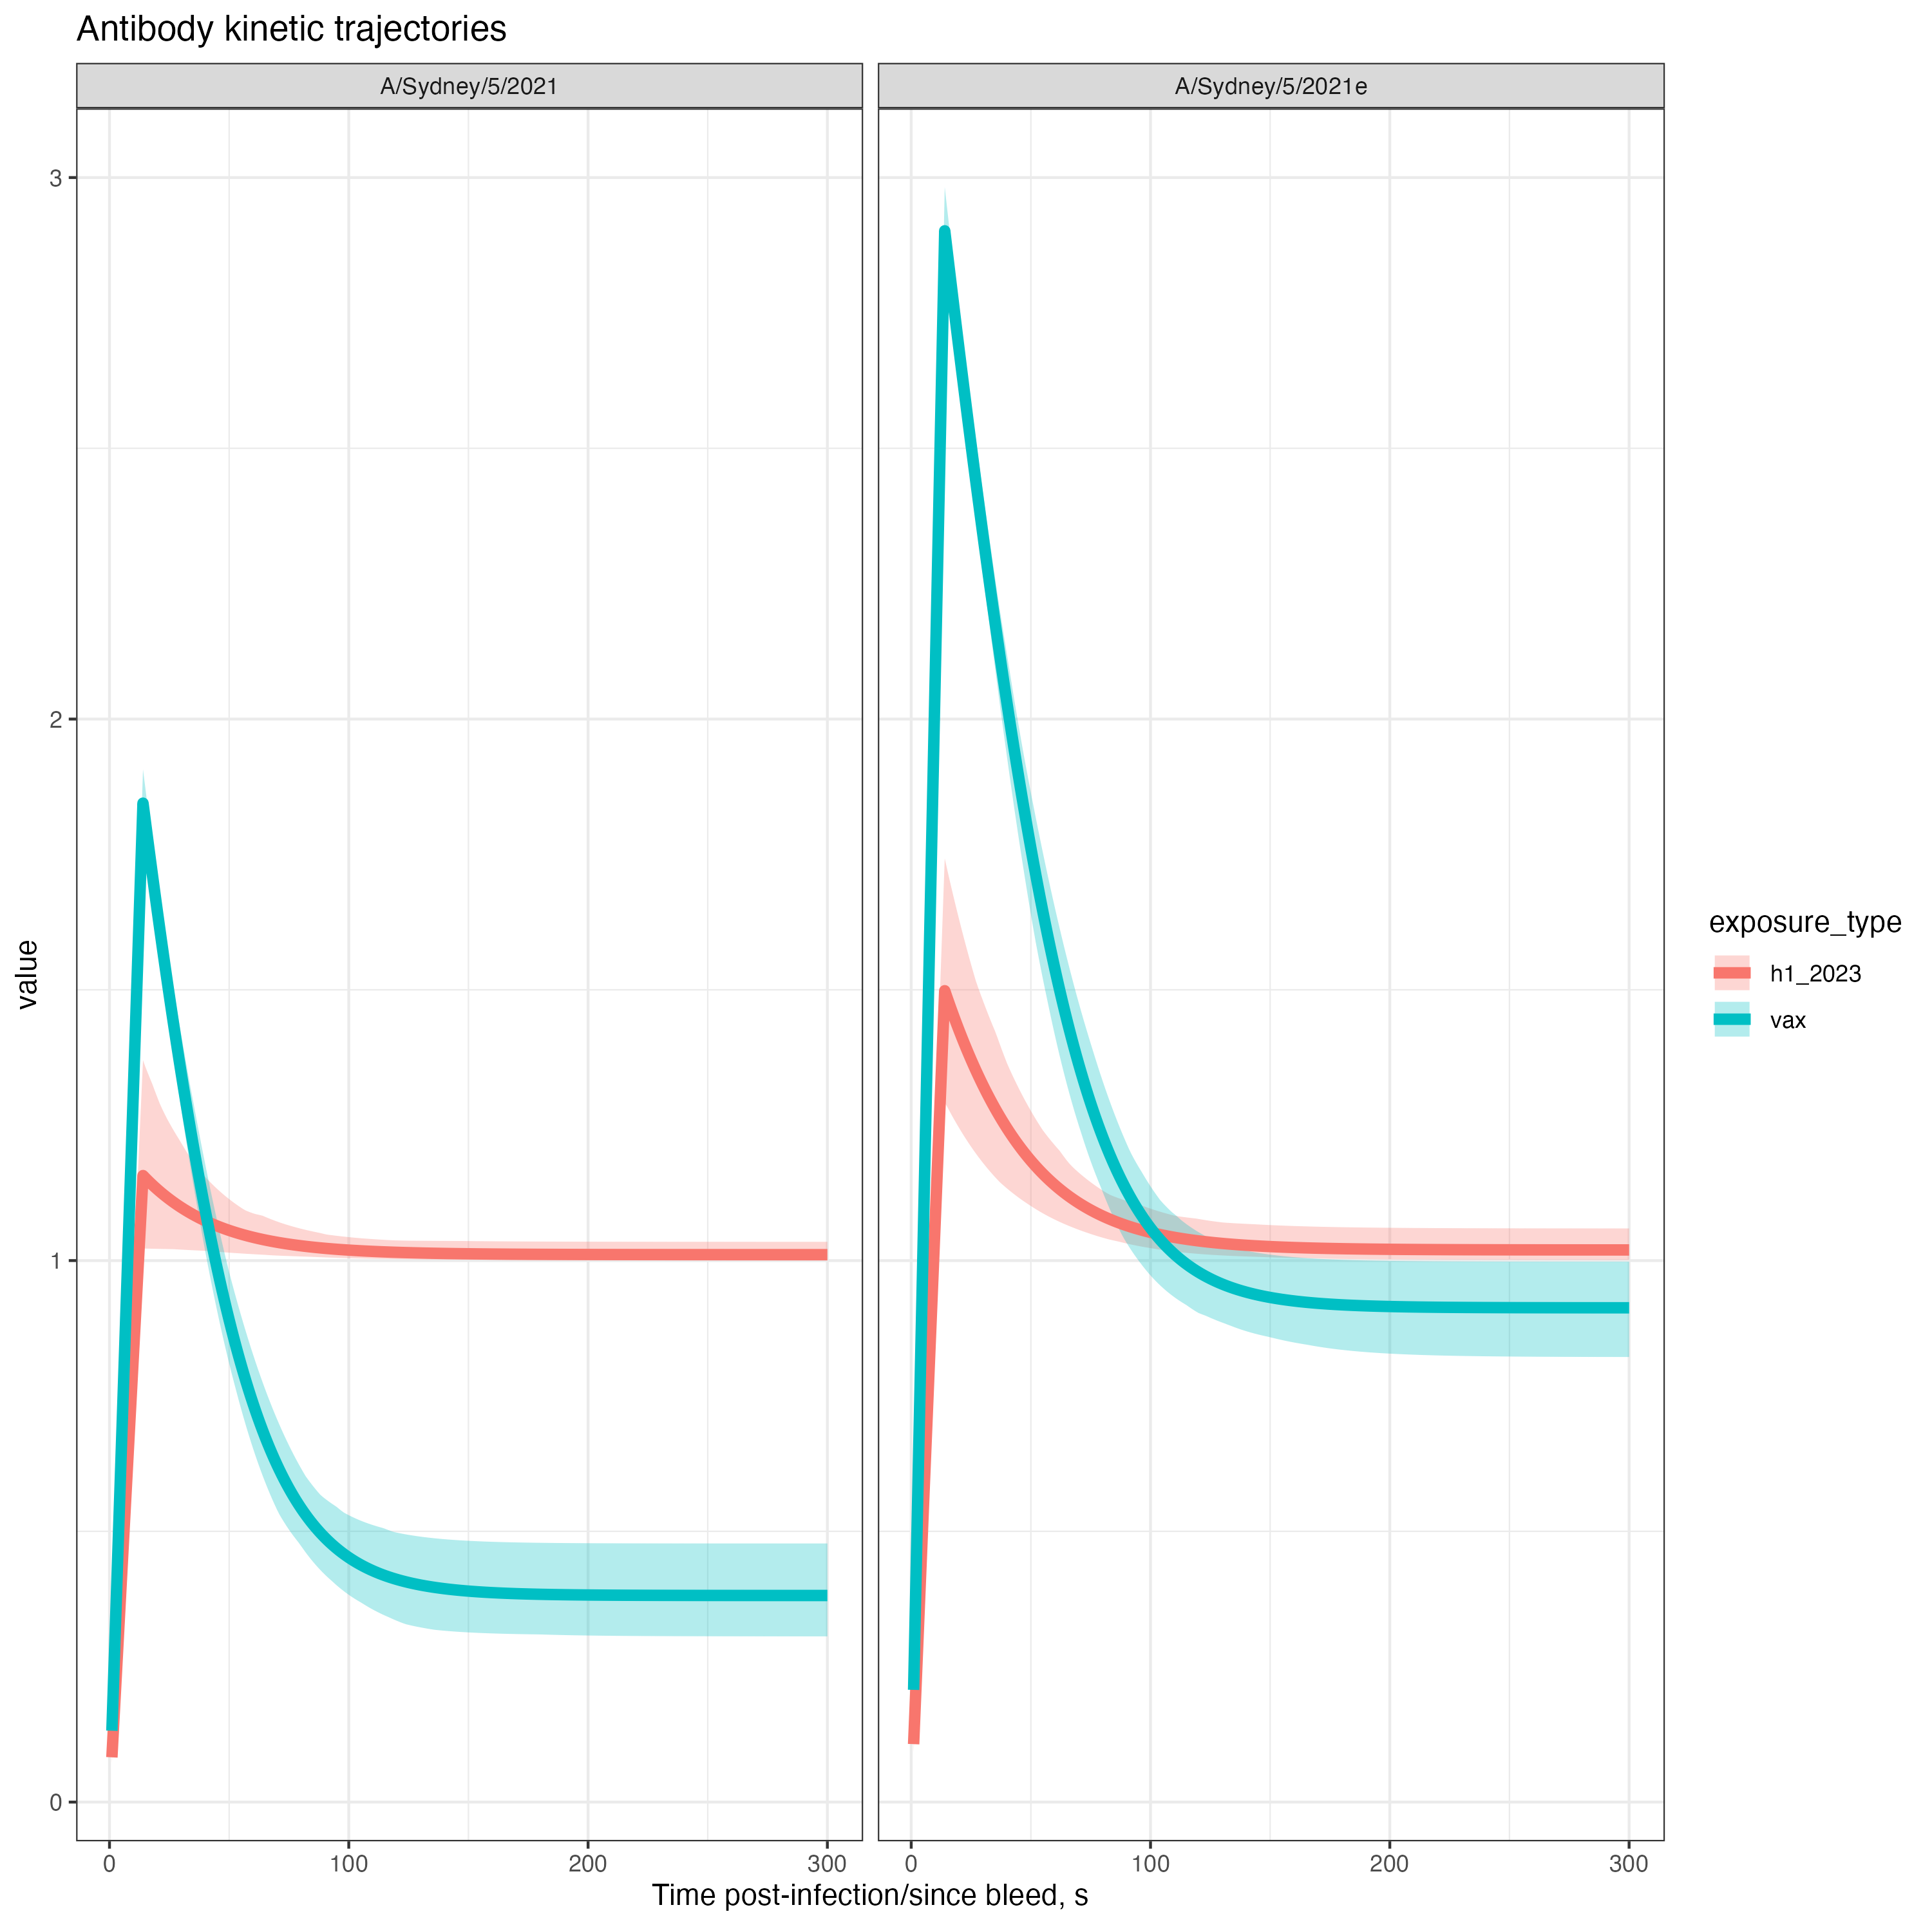 Antibody kinetic trajectories
A/Sydney/5/2021
A/Sydney/5/2021e
3
2
1
0
value
0
100
200
300
0
100
200
300
Time post-infection/since bleed, s
exposure_type
h1_2023
vax